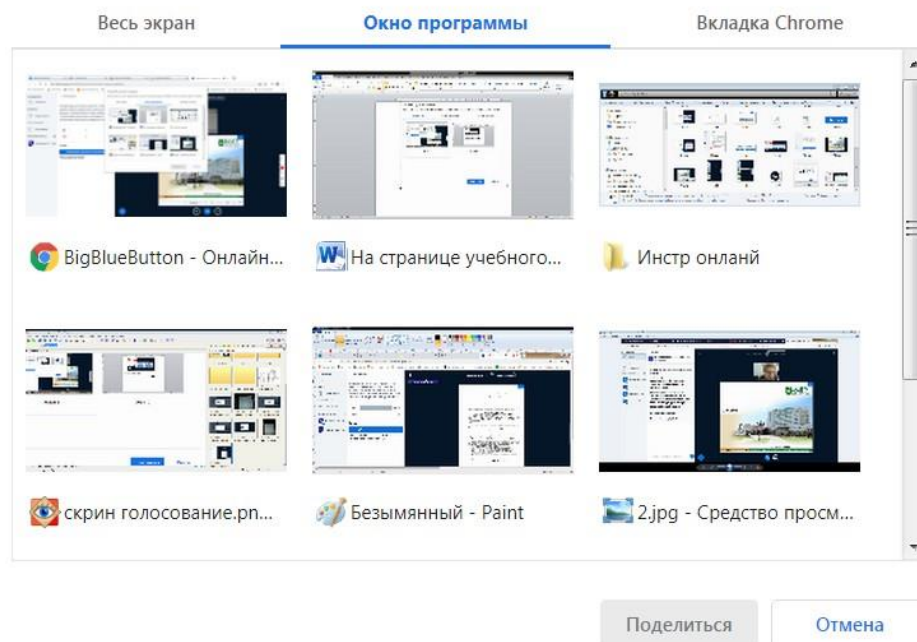 Весь экран
Окно программы
Вкладка Chrome
BigBlueButton - Онлайн...
На странице учебного...
Инстр онланй
скрин голосование.pn...
Безымянный - Paint
2.jpg - Средство просм...
Поделиться
Отмена